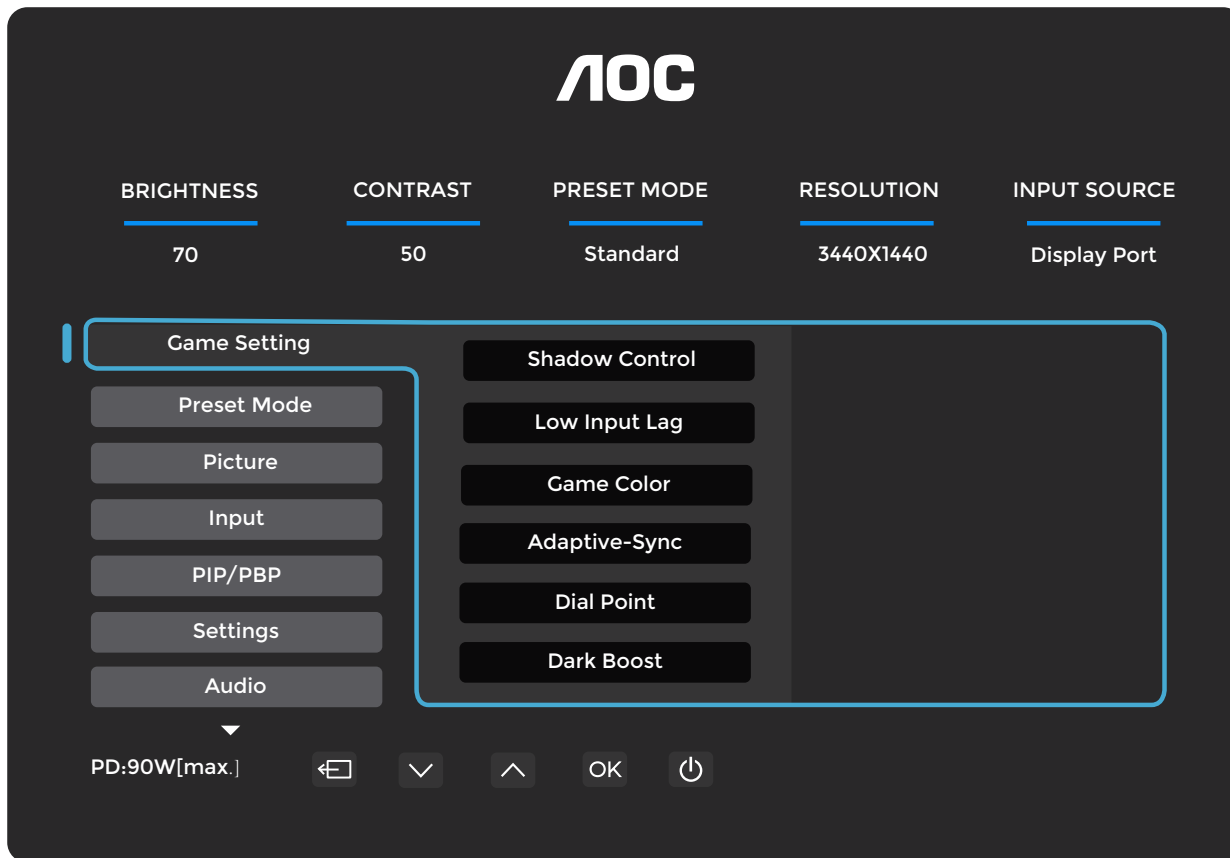 AOC
BRIGHTNESS CONTRAST PRESET MODE RESOLUTION INPUT SOURCE
70 50 Standard 3440X1440 Display Port
Game Setting
Preset Mode
Picture
Input
PIP/PBP
Settings
Audio
Shadow Control
Low Input Lag
Game Color
Adaptive-Sync
Dial Point
Dark Boost
PD:90W[max.]
OK